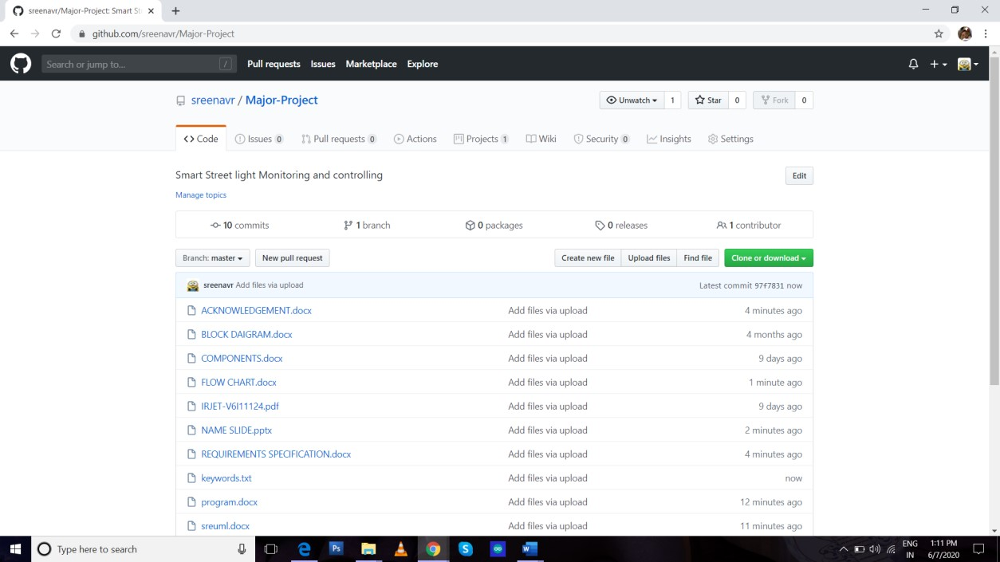 sreenavr/Major-Project: Smart St
github.com/sreenavr/Major-Project
Search or jump to... / Pull requests Issues Marketplace Explore
sreenavr / Major-Project Unwatch 1 Star 0 Fork 0
Code Issues 0 Pull requests 0 Actions Projects 1 Wiki Security 0 Insights Settings
Smart Street light Monitoring and controlling Edit
Manage topics
10 commits 1 branch 0 packages 0 releases 1 contributor
Branch: master New pull request Create new file Upload files Find file Clone or download
sreenavr Add files via upload Latest commit 97f7831 now
ACKNOWLEDGEMENT.docx Add files via upload 4 minutes ago
BLOCK DAIGRAM.docx Add files via upload 4 months ago
COMPONENTS.docx Add files via upload 9 days ago
FLOW CHART.docx Add files via upload 1 minute ago
IRJET-V6I11124.pdf Add files via upload 9 days ago
NAME SLIDE.pptx Add files via upload 2 minutes ago
REQUIREMENTS SPECIFICATION.docx Add files via upload 4 minutes ago
keywords.txt Add files via upload now
program.docx Add files via upload 12 minutes ago
sreuml.docx Add files via upload 11 minutes ago
Type here to search Ps W ENG 1:11 PM
IN 6/7/2020